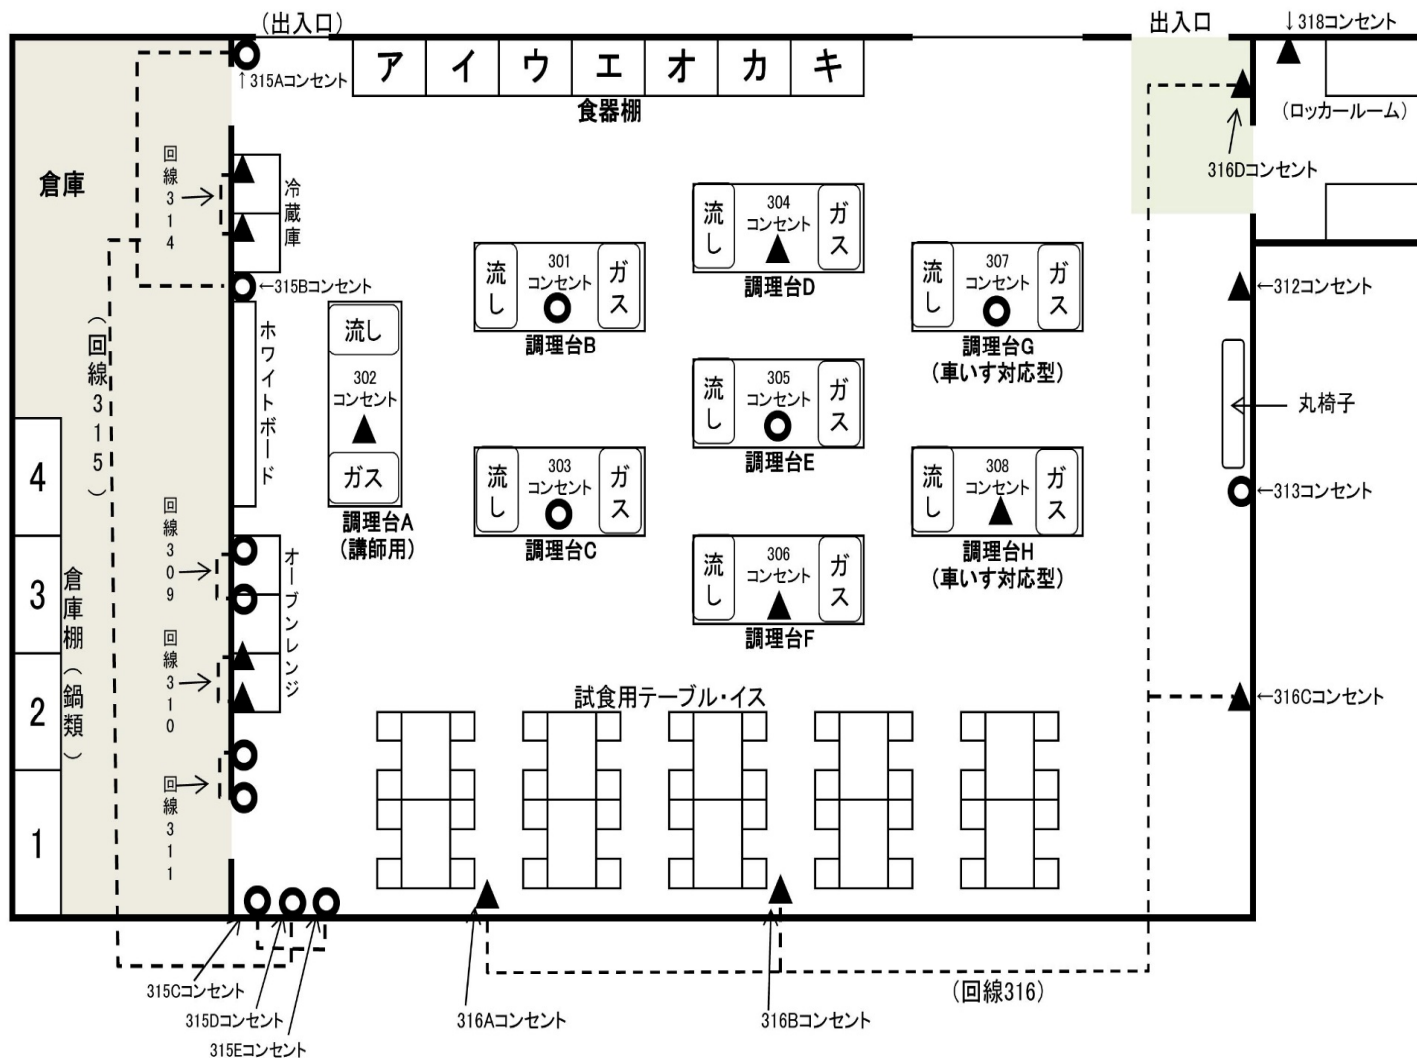 (出入口)
出入口
↓318コンセント
↑315Aコンセント
ア イ ウ エ オ カ キ
食器棚
(ロッカールーム)
316Dコンセント
倉庫
回線314
冷蔵庫
←315Bコンセント
(回線315)
ホワイトボード
流し
302
コンセント
ガス
調理台A
(講師用)
流し
301
コンセント
ガス
調理台B
流し
303
コンセント
ガス
調理台C
流し
304
コンセント
ガス
調理台D
流し
305
コンセント
ガス
調理台E
流し
306
コンセント
ガス
調理台F
流し
307
コンセント
ガス
調理台G
(車いす対応型)
流し
308
コンセント
ガス
調理台H
(車いす対応型)
←312コンセント
丸椅子
←313コンセント
←316Cコンセント
4
3
2
1
倉庫棚(鍋類)
回線309
回線310
回線311
オーブンレンジ
試食用テーブル・イス
315Cコンセント
315Dコンセント
315Eコンセント
316Aコンセント
316Bコンセント
(回線316)